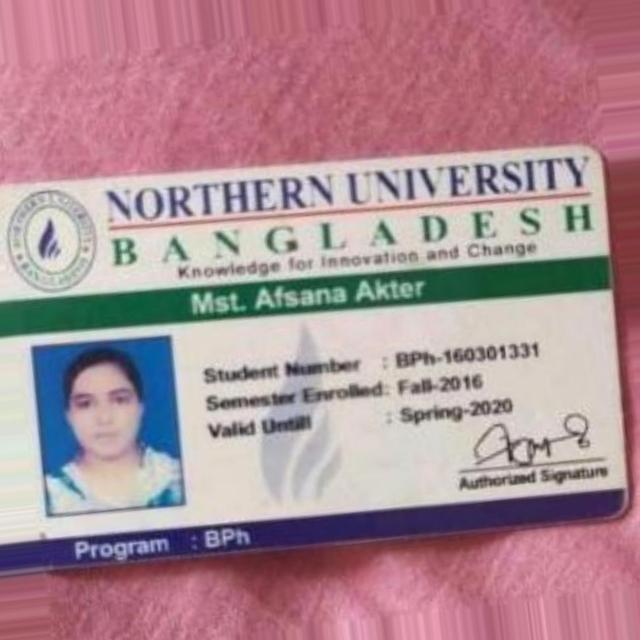 NORTHERN UNIVERSITY
BANGLADESH
Knowledge for Innovation and Change
Mst. Afsana Akter
Student Number : BPh-160301331
Semester Enrolled: Fall-2016
Valid Untill : Spring-2020
Authorized Signature
Program : BPh